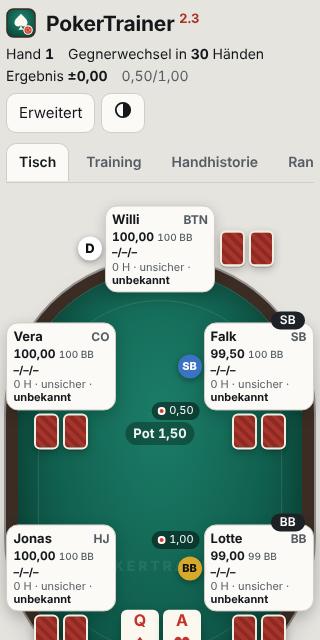 PokerTrainer 2.3
Hand 1 Gegnerwechsel in 30 Händen
Ergebnis ±0,00 0,50/1,00
Erweitert
Tisch Training Handhistorie Ran
Willi BTN
100,00 100 BB
–/–/–
0 H · unsicher ·
unbekannt
D
SB
Vera CO
100,00 100 BB
–/–/–
0 H · unsicher ·
unbekannt
Falk SB
99,50 100 BB
–/–/–
0 H · unsicher ·
unbekannt
SB
0,50
Pot 1,50
BB
Jonas HJ
100,00 100 BB
–/–/–
0 H · unsicher ·
unbekannt
1,00
BB
Lotte BB
99,00 99 BB
–/–/–
0 H · unsicher ·
unbekannt
KERTR
Q A